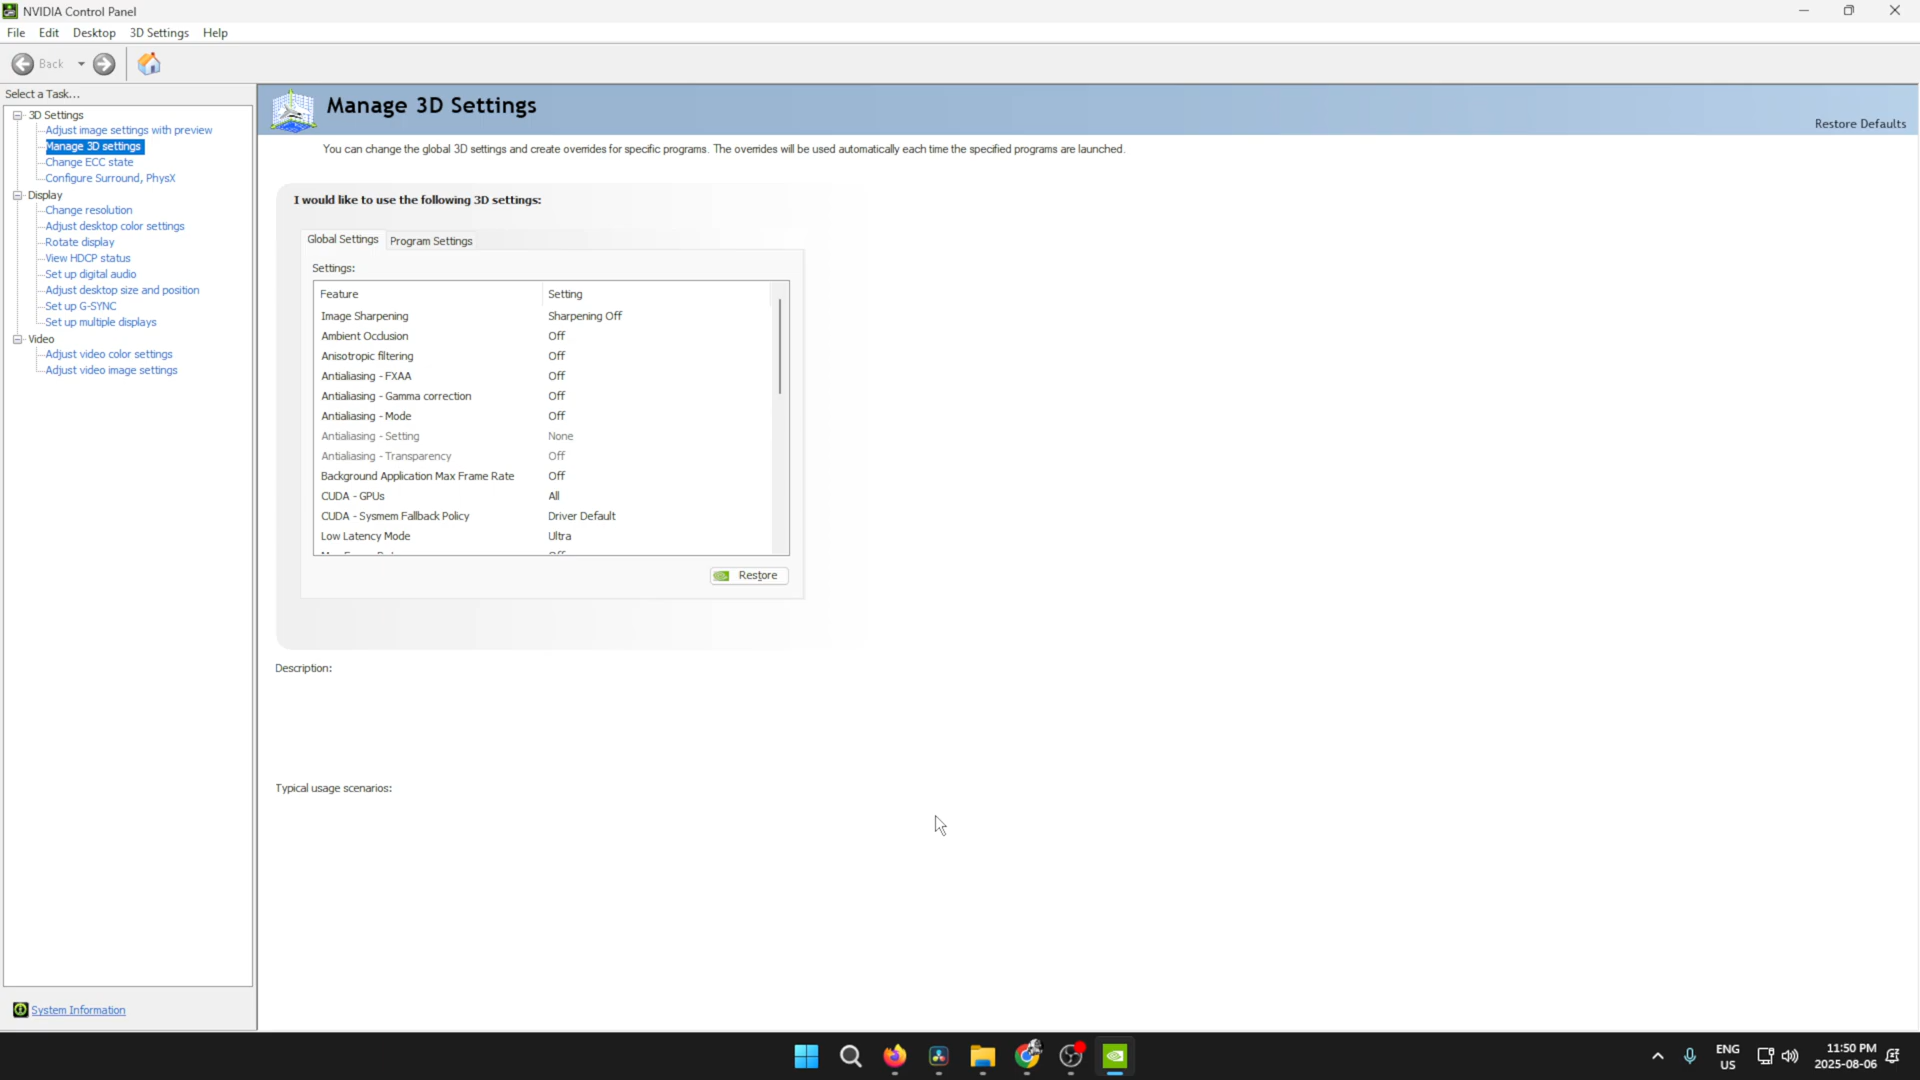 NVIDIA Control Panel
File Edit Desktop 3D Settings Help
Back
Select a Task...
3D Settings
Adjust image settings with preview
Manage 3D settings
Change ECC state
Configure Surround, PhysX
Display
Change resolution
Adjust desktop color settings
Rotate display
View HDCP status
Set up digital audio
Adjust desktop size and position
Set up G-SYNC
Set up multiple displays
Video
Adjust video color settings
Adjust video image settings
System Information
Manage 3D Settings
Restore Defaults
You can change the global 3D settings and create overrides for specific programs. The overrides will be used automatically each time the specified programs are launched.
I would like to use the following 3D settings:
Global Settings Program Settings
Settings:
Feature Setting
Image Sharpening Sharpening Off
Ambient Occlusion Off
Anisotropic filtering Off
Antialiasing - FXAA Off
Antialiasing - Gamma correction Off
Antialiasing - Mode Off
Antialiasing - Setting None
Antialiasing - Transparency Off
Background Application Max Frame Rate Off
CUDA - GPUs All
CUDA - Sysmem Fallback Policy Driver Default
Low Latency Mode Ultra
Restore
Description:
Typical usage scenarios:
ENG
US
11:50 PM
2025-08-06